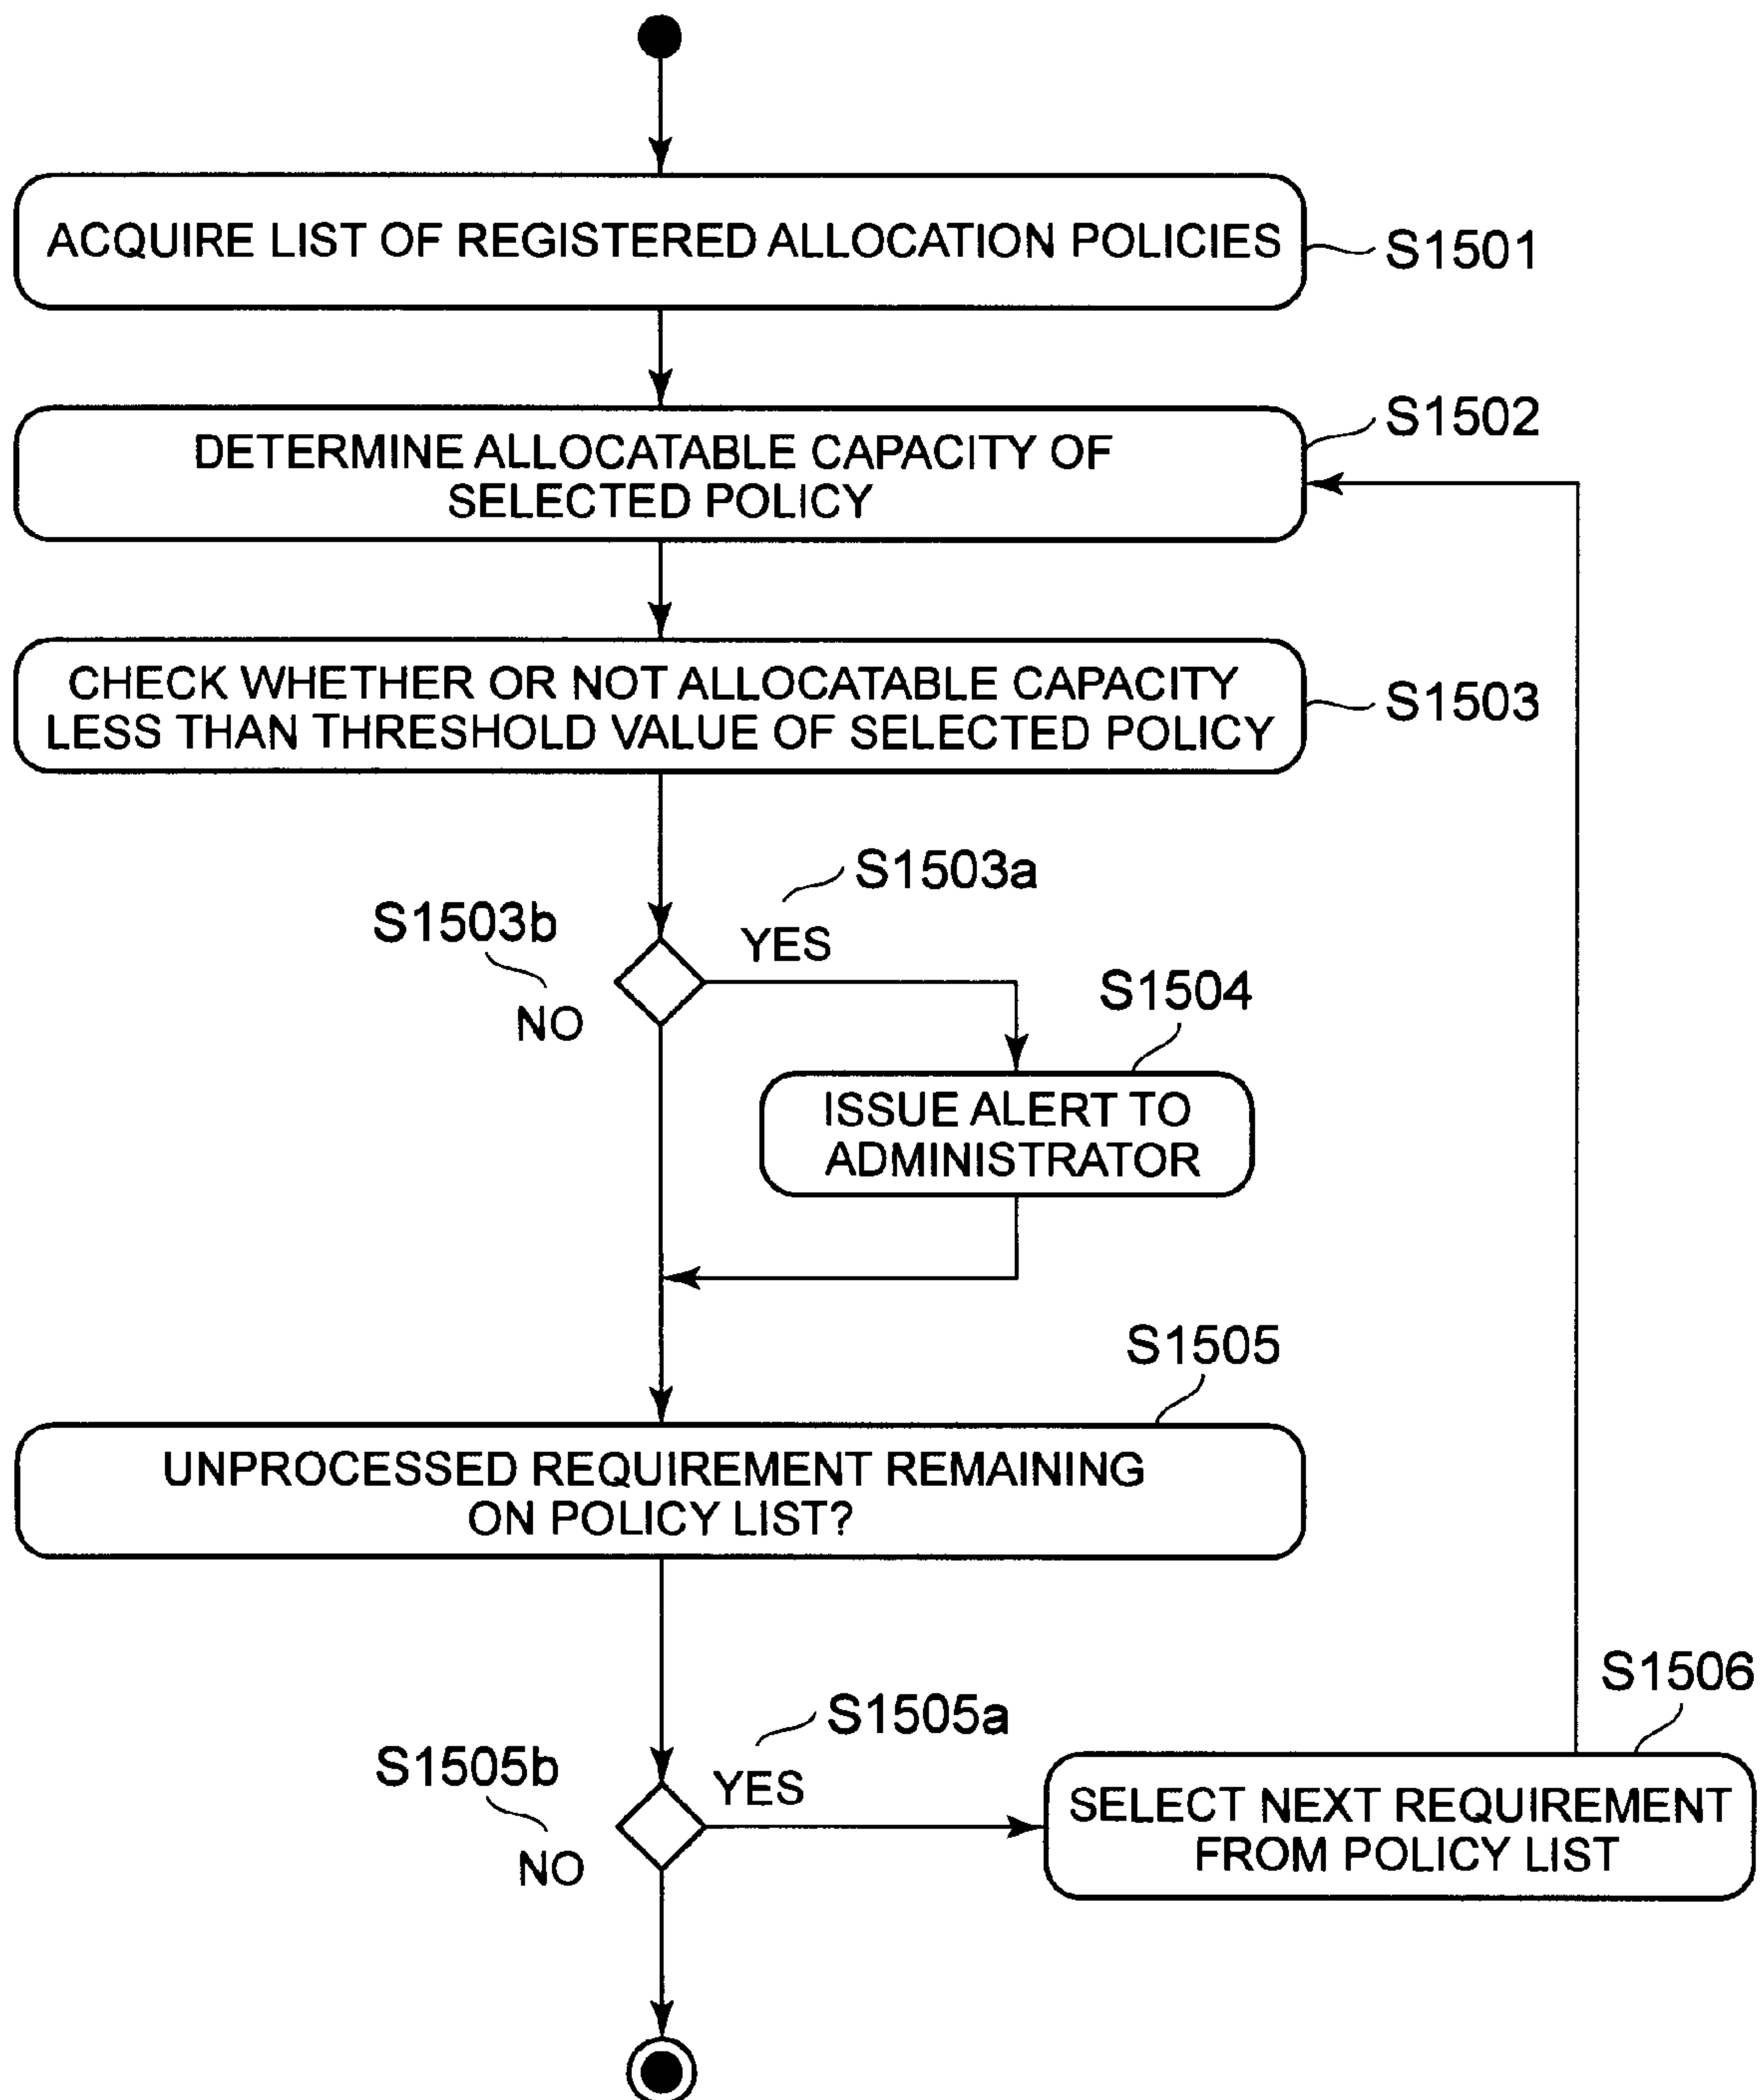 ACQUIRE LIST OF REGISTERED ALLOCATION POLICIES
S1501
S1502
DETERMINE ALLOCATABLE CAPACITY OF
SELECTED POLICY
CHECK WHETHER OR NOT ALLOCATABLE CAPACITY
LESS THAN THRESHOLD VALUE OF SELECTED POLICY
S1503
S1503a
S1503b
YES
NO
S1504
ISSUE ALERT TO
ADMINISTRATOR
S1505
UNPROCESSED REQUIREMENT REMAINING
ON POLICY LIST?
S1505a
S1505b
YES
NO
S1506
SELECT NEXT REQUIREMENT
FROM POLICY LIST